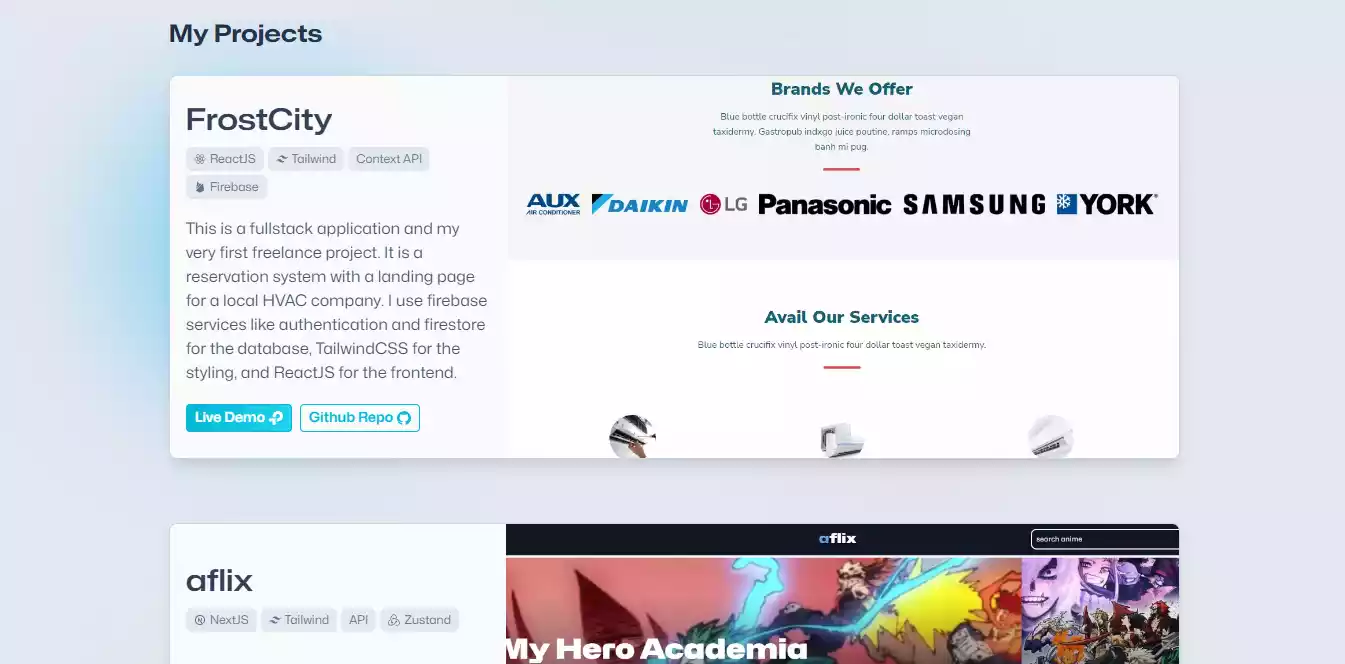 My Projects
FrostCity
ReactJS Tailwind Context API
Firebase
This is a fullstack application and my
very first freelance project. It is a
reservation system with a landing page
for a local HVAC company. I use firebase
services like authentication and firestore
for the database, TailwindCSS for the
styling, and ReactJS for the frontend.
Live Demo Github Repo
Brands We Offer
Blue bottle crucifix vinyl post-ironic four dollar toast vegan
taxidermy. Gastropub indxgo juice poutine, ramps microdosing
banh mi pug.
AUX AIR CONDITIONER DAIKIN LG Panasonic SAMSUNG YORK
Avail Our Services
Blue bottle crucifix vinyl post-ironic four dollar toast vegan taxidermy.
aflix
NextJS Tailwind API Zustand
aflix search anime
My Hero Academia